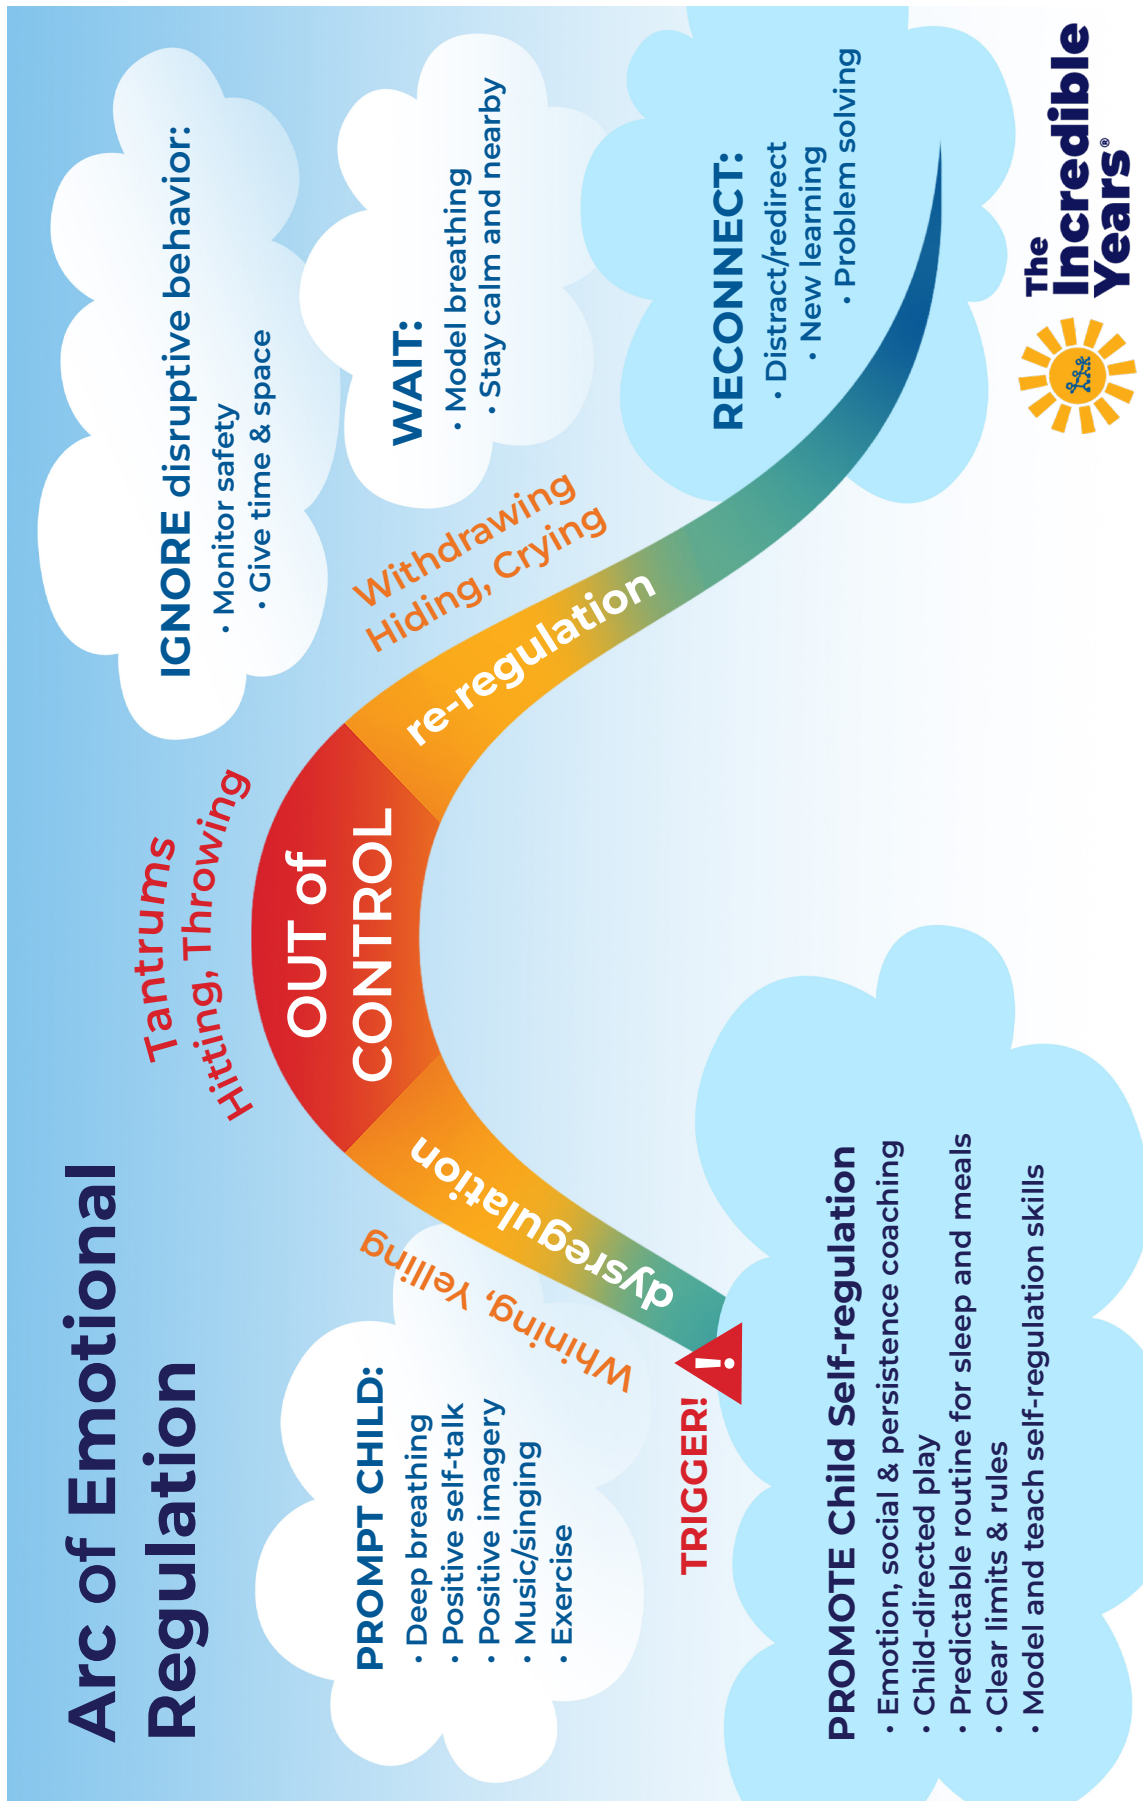 Arc of Emotional
Regulation
PROMPT CHILD:
• Deep breathing
• Positive self-talk
• Positive imagery
• Music/singing
• Exercise
Whining, Yelling
dysregulation
TRIGGER!
!
PROMOTE Child Self-regulation
• Emotion, social & persistence coaching
• Child-directed play
• Predictable routine for sleep and meals
• Clear limits & rules
• Model and teach self-regulation skills
Tantrums
Hitting, Throwing
OUT of
CONTROL
IGNORE disruptive behavior:
• Monitor safety
• Give time & space
Withdrawing
Hiding, Crying
re-regulation
WAIT:
• Model breathing
• Stay calm and nearby
RECONNECT:
• Distract/redirect
• New learning
• Problem solving
The
Incredible
Years®